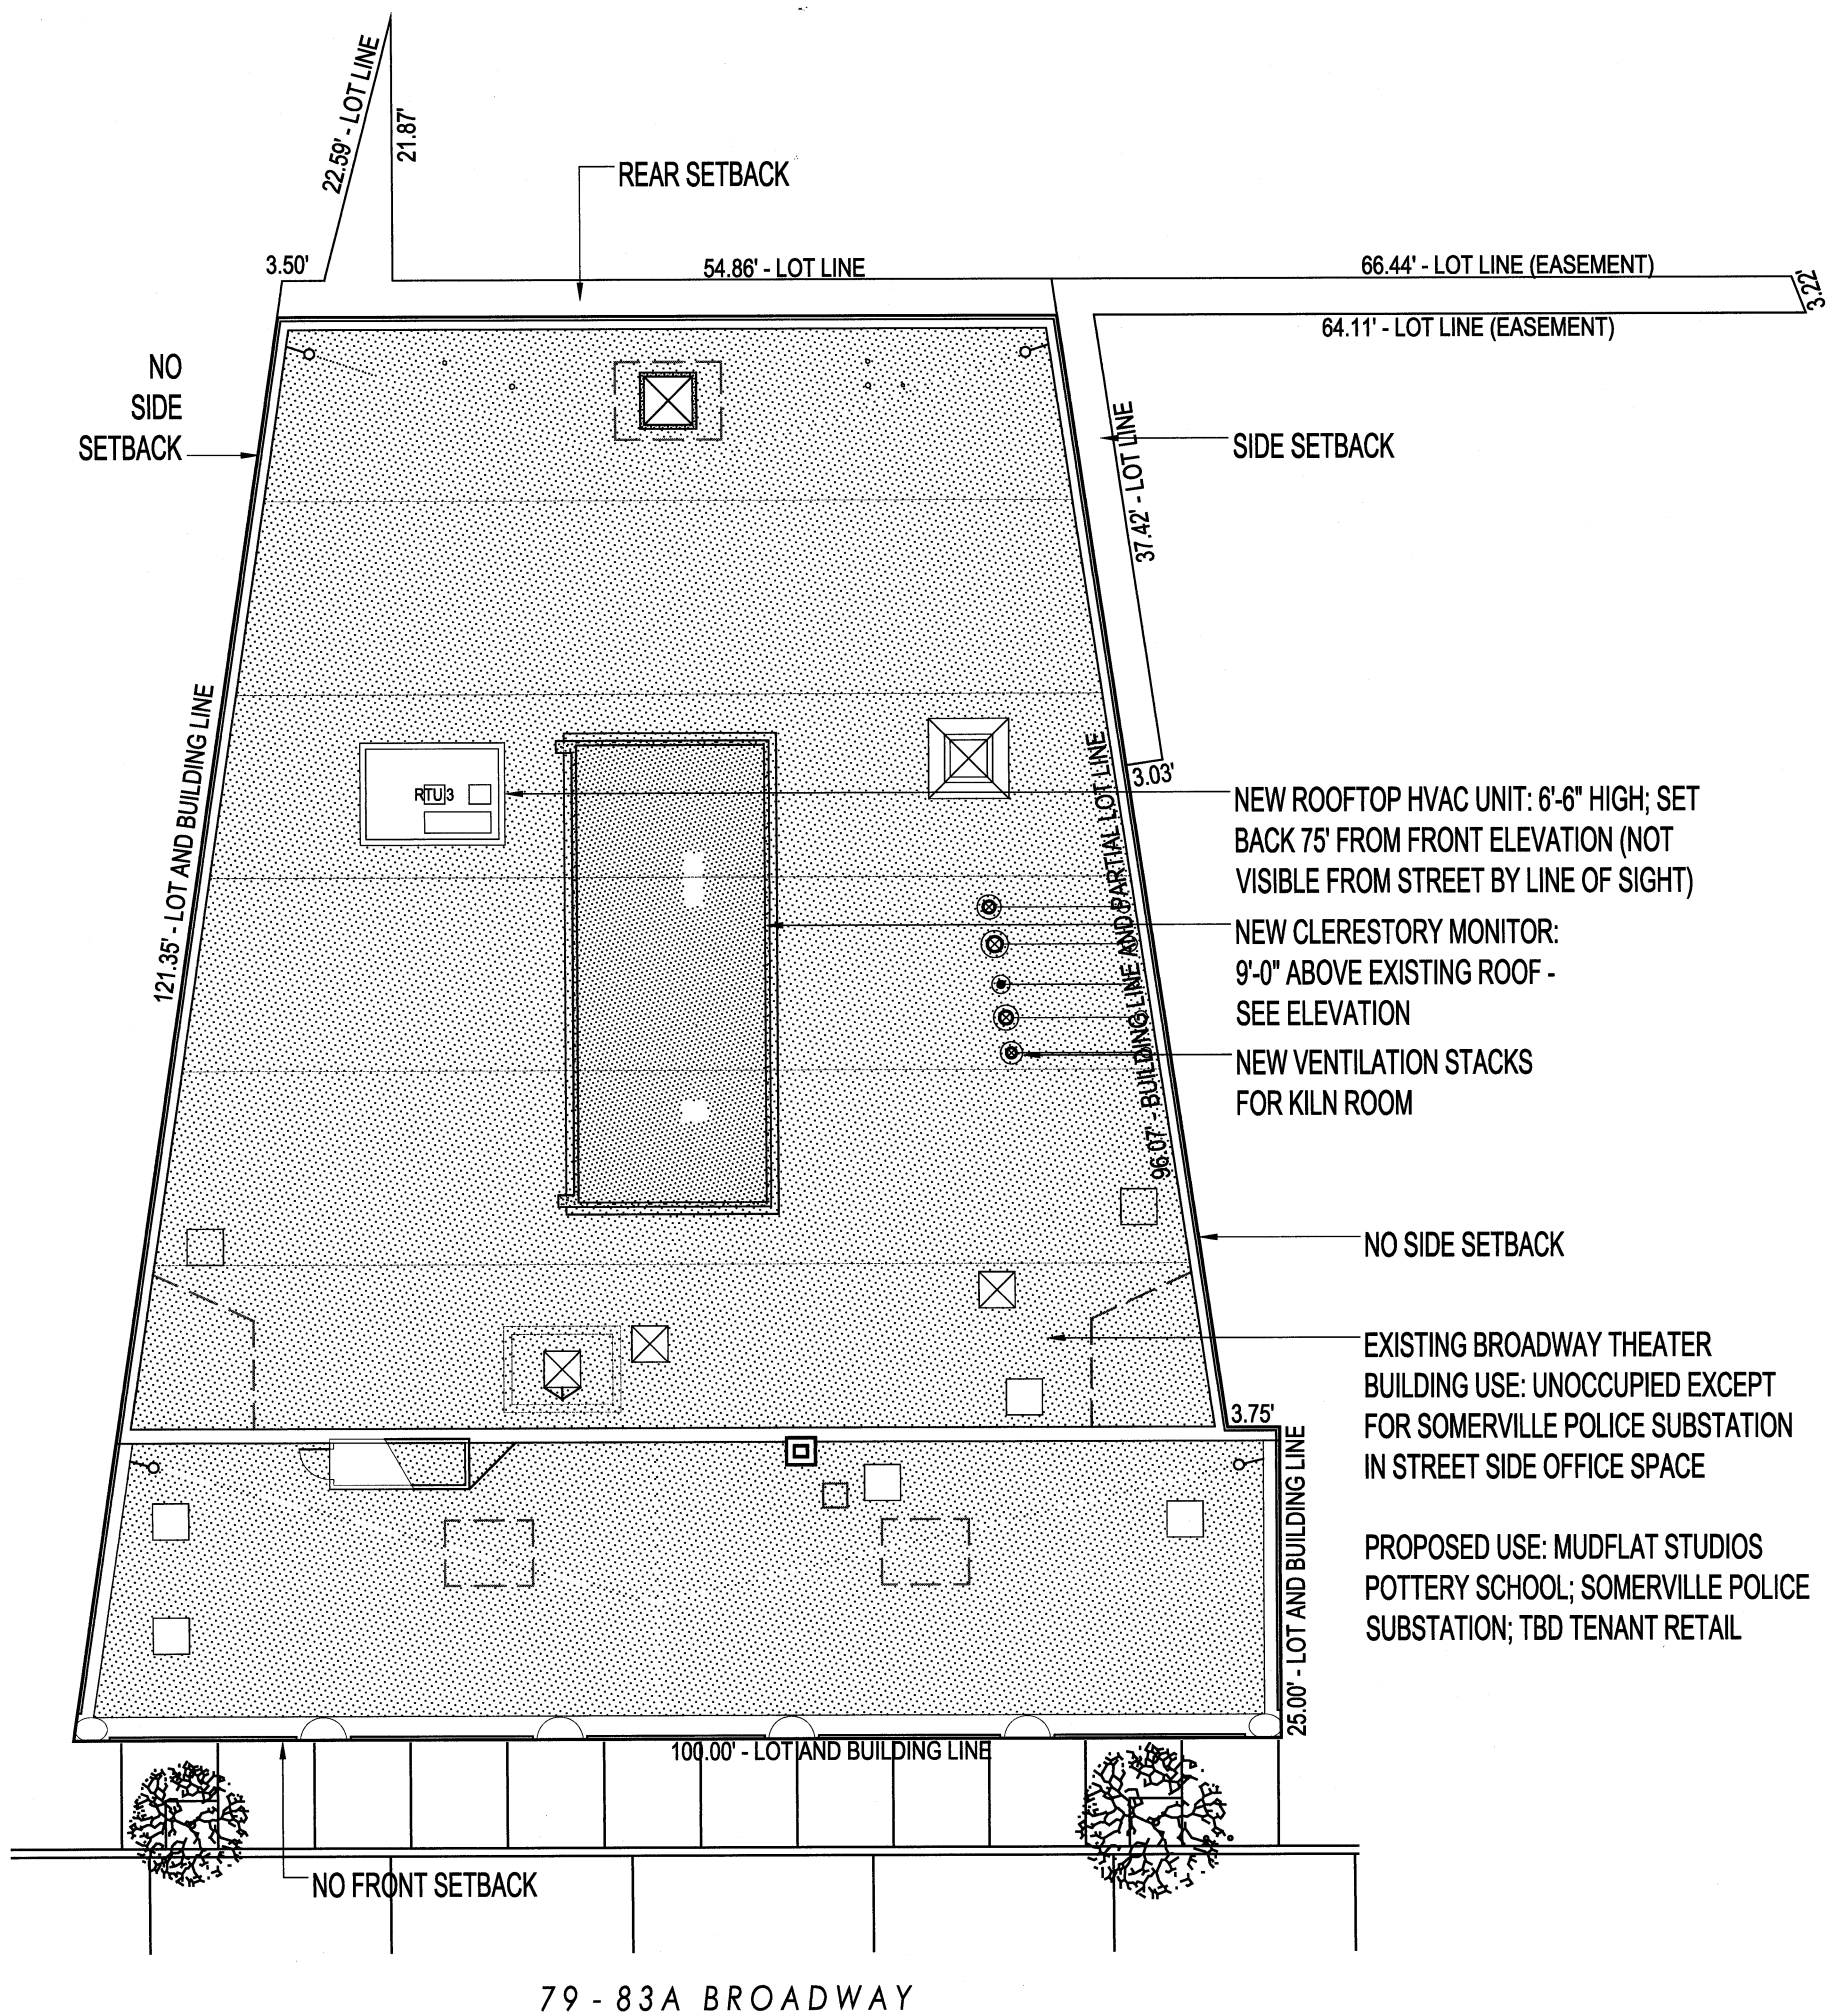 22.59' - LOT LINE
21.87'
REAR SETBACK
3.50'
54.86' - LOT LINE
66.44' - LOT LINE (EASEMENT)
3.22'
64.11' - LOT LINE (EASEMENT)
NO
SIDE
SETBACK
37.42' - LOT LINE
SIDE SETBACK
121.35' - LOT AND BUILDING LINE
RTU 3
3.03'
96.07' - BUILDING LINE AND PARTIAL LOT LINE
NEW ROOFTOP HVAC UNIT: 6'-6" HIGH; SET
BACK 75' FROM FRONT ELEVATION (NOT
VISIBLE FROM STREET BY LINE OF SIGHT)
NEW CLERESTORY MONITOR:
9'-0" ABOVE EXISTING ROOF -
SEE ELEVATION
NEW VENTILATION STACKS
FOR KILN ROOM
NO SIDE SETBACK
EXISTING BROADWAY THEATER
BUILDING USE: UNOCCUPIED EXCEPT
FOR SOMERVILLE POLICE SUBSTATION
IN STREET SIDE OFFICE SPACE
3.75'
25.00' - LOT AND BUILDING LINE
PROPOSED USE: MUDFLAT STUDIOS
POTTERY SCHOOL; SOMERVILLE POLICE
SUBSTATION; TBD TENANT RETAIL
100.00' - LOT AND BUILDING LINE
NO FRONT SETBACK
79 - 83A BROADWAY